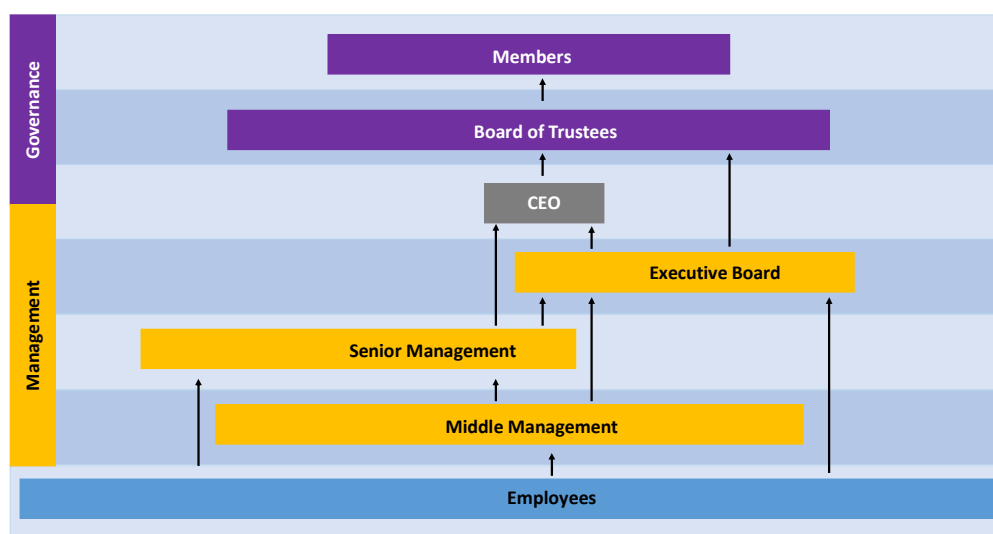 Governance
Members
Board of Trustees
CEO
Management
Executive Board
Senior Management
Middle Management
Employees